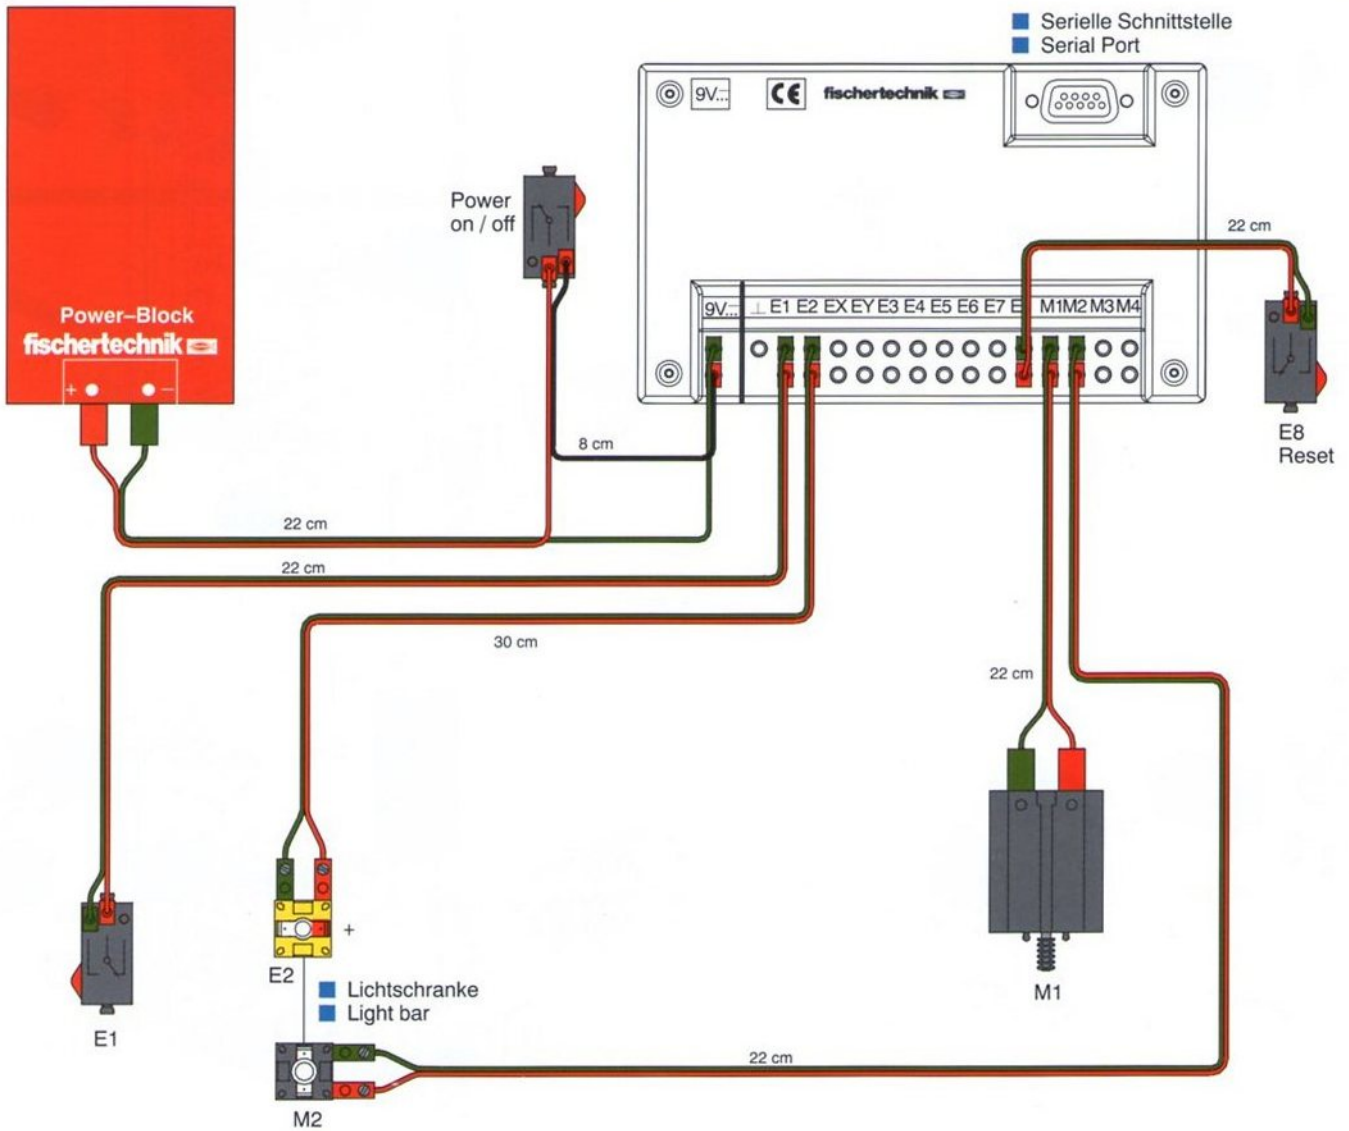 Serielle Schnittstelle
Serial Port
9V...
CE
fischertechnik
Power
on / off
22 cm
Power–Block
fischertechnik
+ −
9V... ⊥ E1 E2 EX EY E3 E4 E5 E6 E7 E M1 M2 M3 M4
E8
Reset
8 cm
22 cm
22 cm
30 cm
22 cm
+
E2
Lichtschranke
Light bar
M1
E1
22 cm
M2